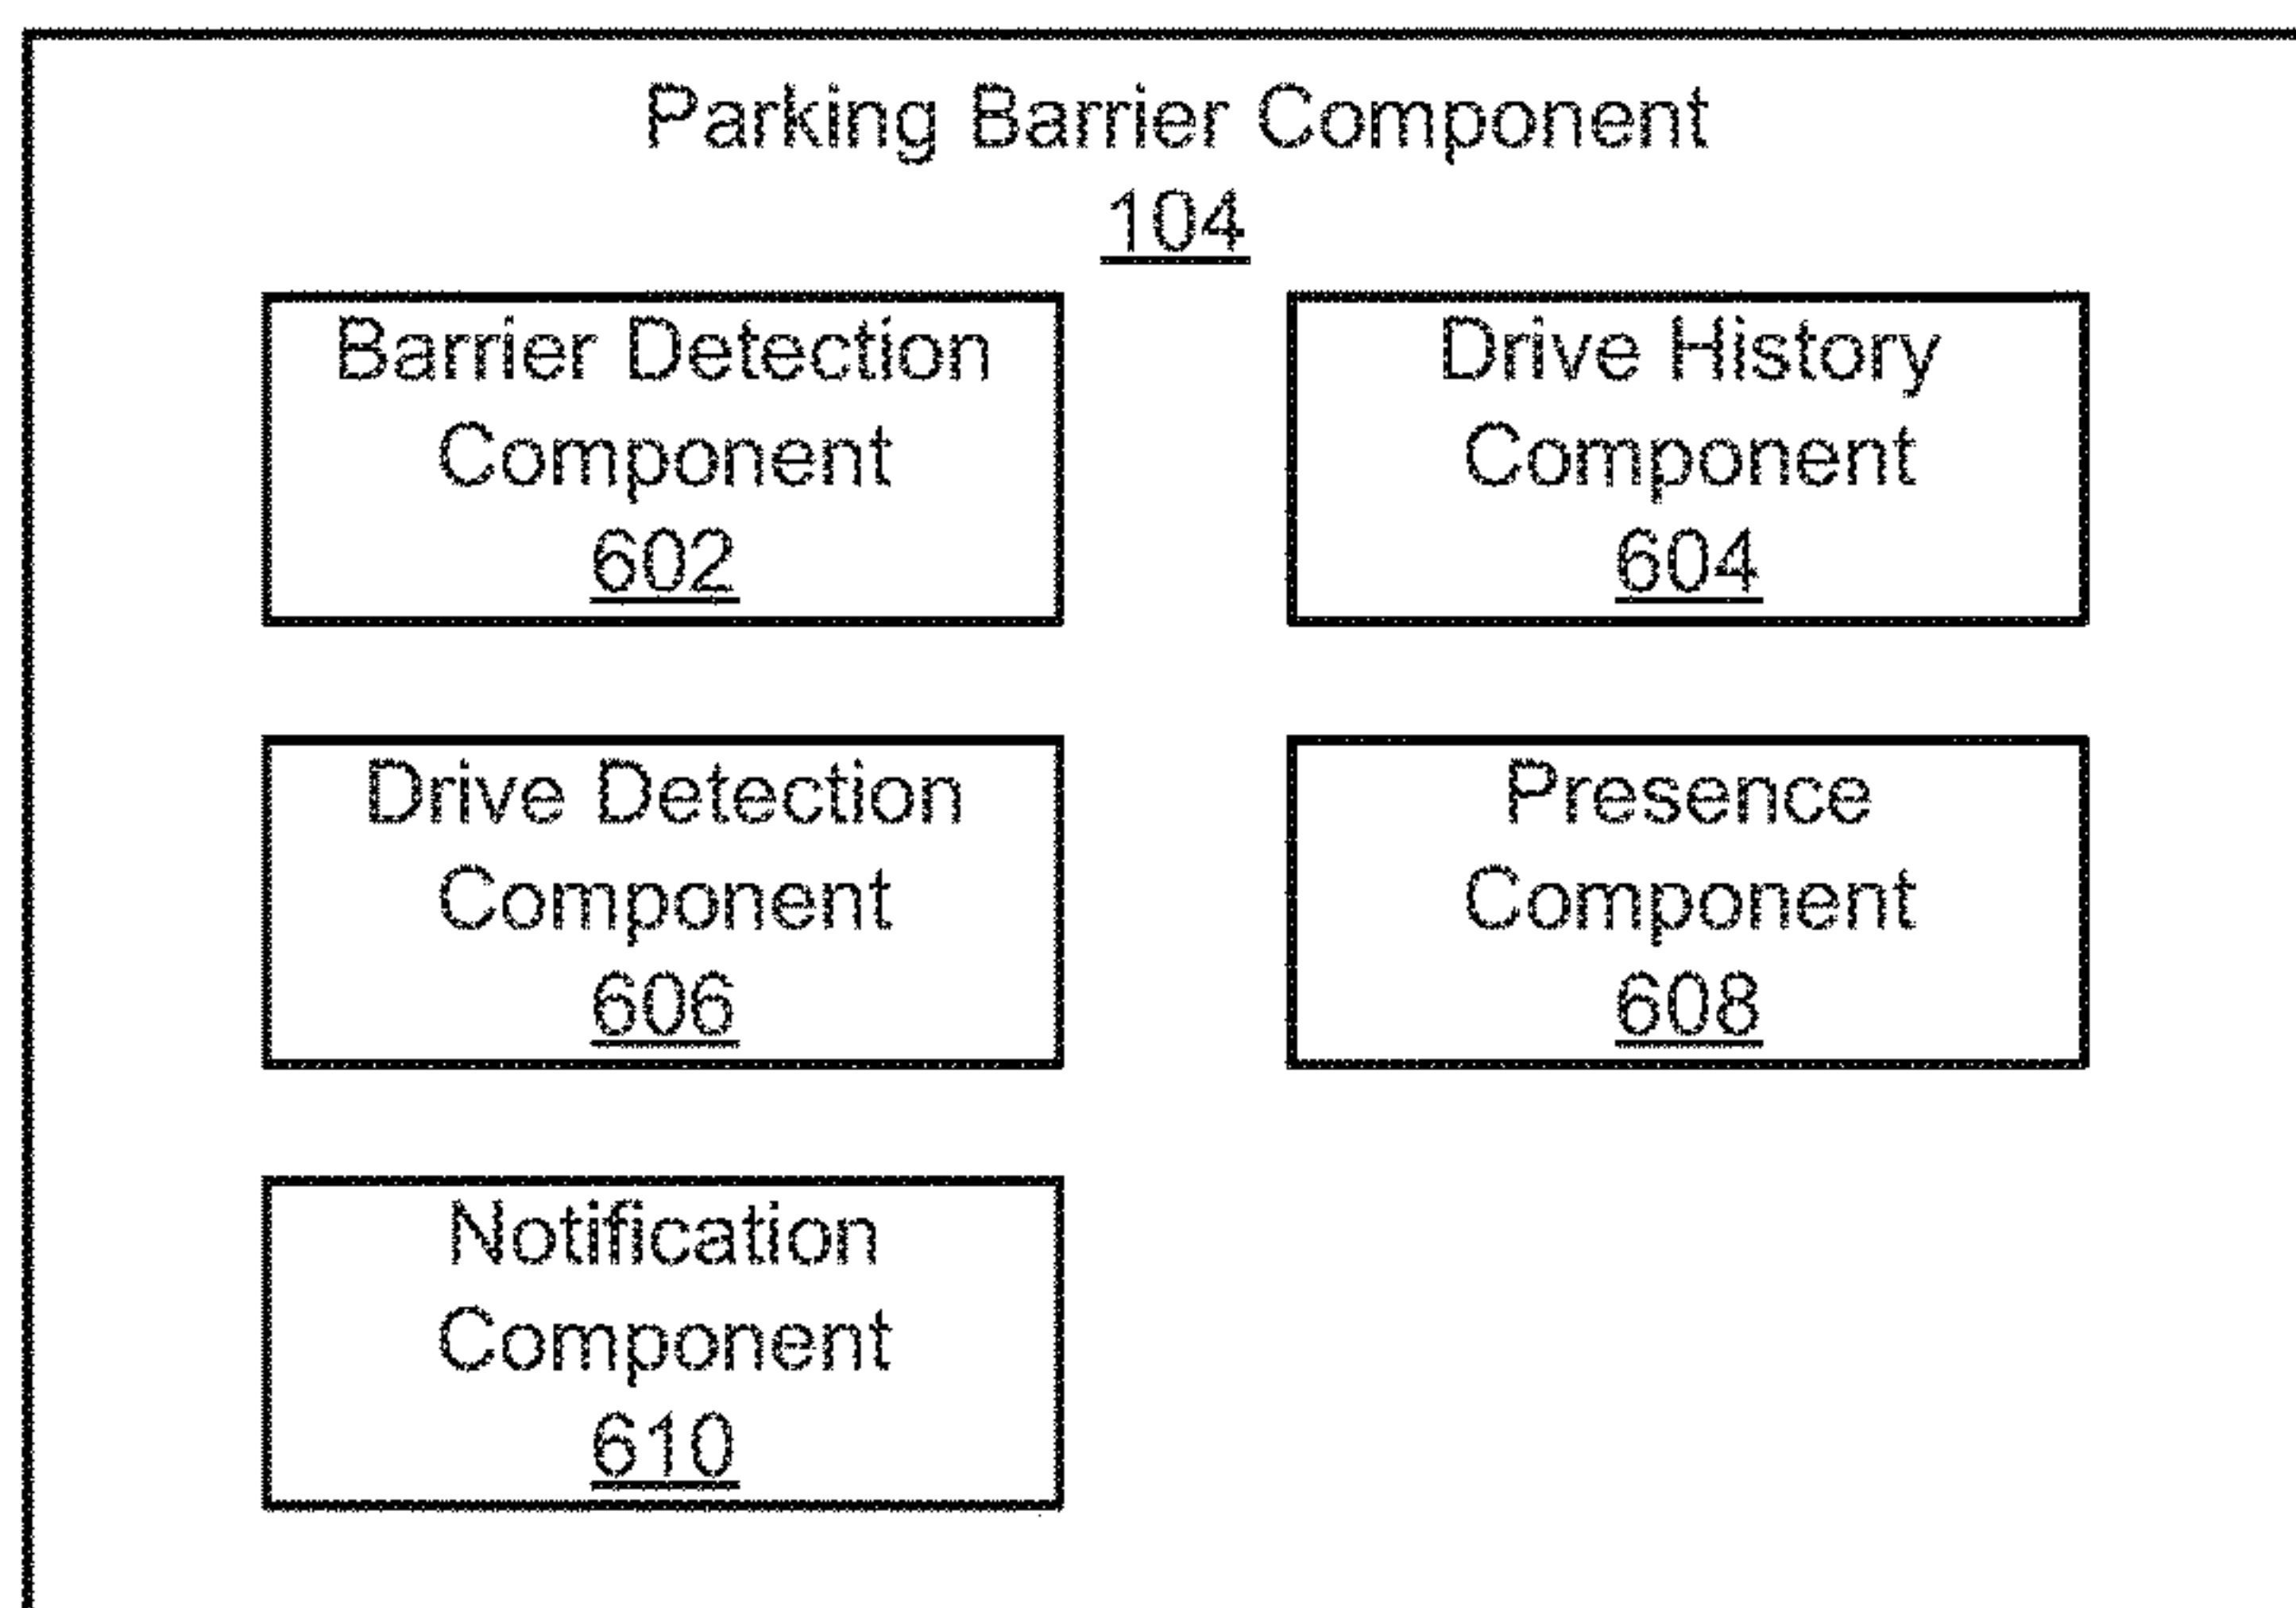 Parking Barrier Component
104
Barrier Detection
Component
602
Drive History
Component
604
Drive Detection
Component
606
Presence
Component
608
Notification
Component
610